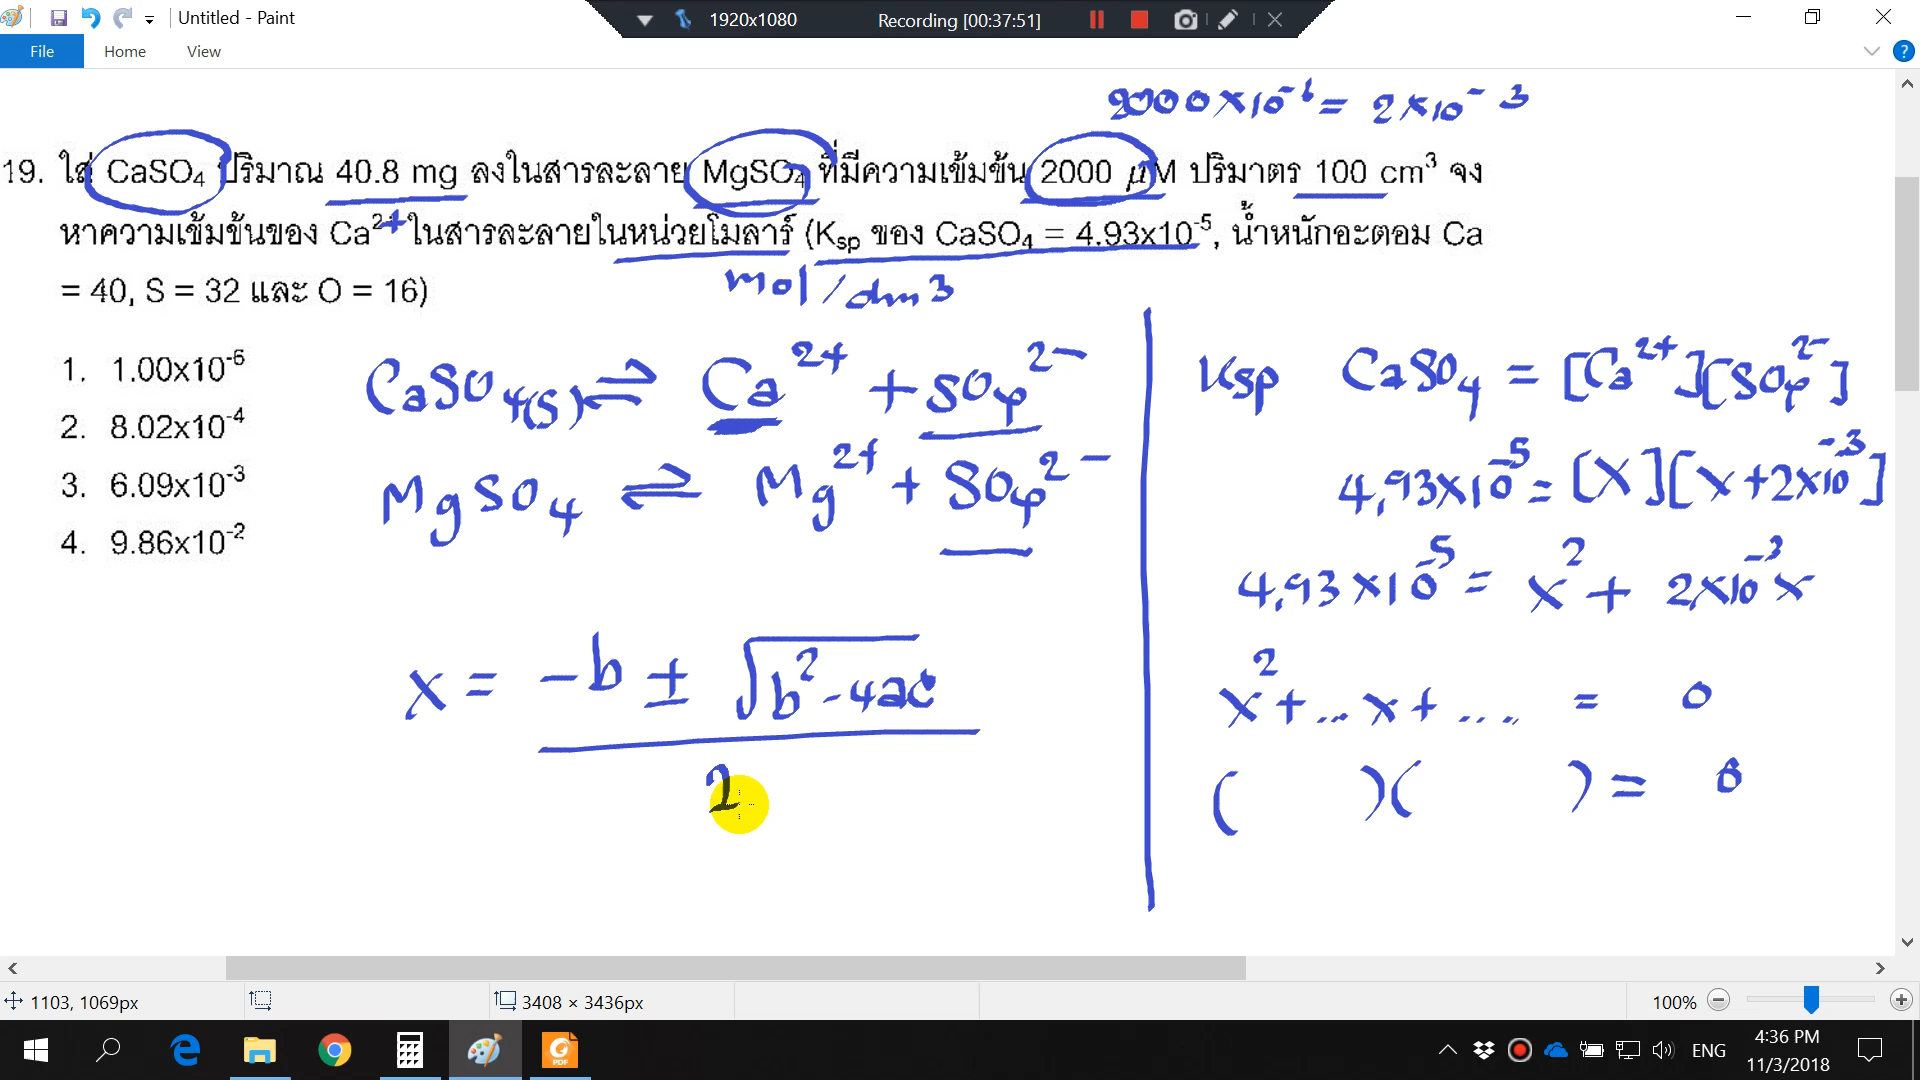 Untitled - Paint
1920x1080
Recording [00:37:51]
File Home View
2000x10⁻⁶ = 2x10⁻³
19. ใส่ CaSO₄ ปริมาณ 40.8 mg ลงในสารละลาย MgSO₄ ที่มีความเข้มข้น 2000 μM ปริมาตร 100 cm³ จง
หาความเข้มข้นของ Ca²⁺ ในสารละลายในหน่วยโมลาร์ (Kₛₚ ของ CaSO₄ = 4.93x10⁻⁵, น้ำหนักอะตอม Ca
= 40, S = 32 และ O = 16)
mol/dm3
1. 1.00x10⁻⁶
2. 8.02x10⁻⁴
3. 6.09x10⁻³
4. 9.86x10⁻²
CaSO₄(s) ⇌ Ca²⁺ + SO₄²⁻
MgSO₄ ⇌ Mg²⁺ + SO₄²⁻
x = -b ± √b²-4ac
2
Ksp CaSO₄ = [Ca²⁺][SO₄²⁻]
4.93x10⁻⁵ = [x][x+2x10⁻³]
4.93x10⁻⁵ = x² + 2x10⁻³x
x² + ... x + .... = 0
( )( ) = 0
1103, 1069px
3408 × 3436px
100%
ENG
4:36 PM
11/3/2018
PDF